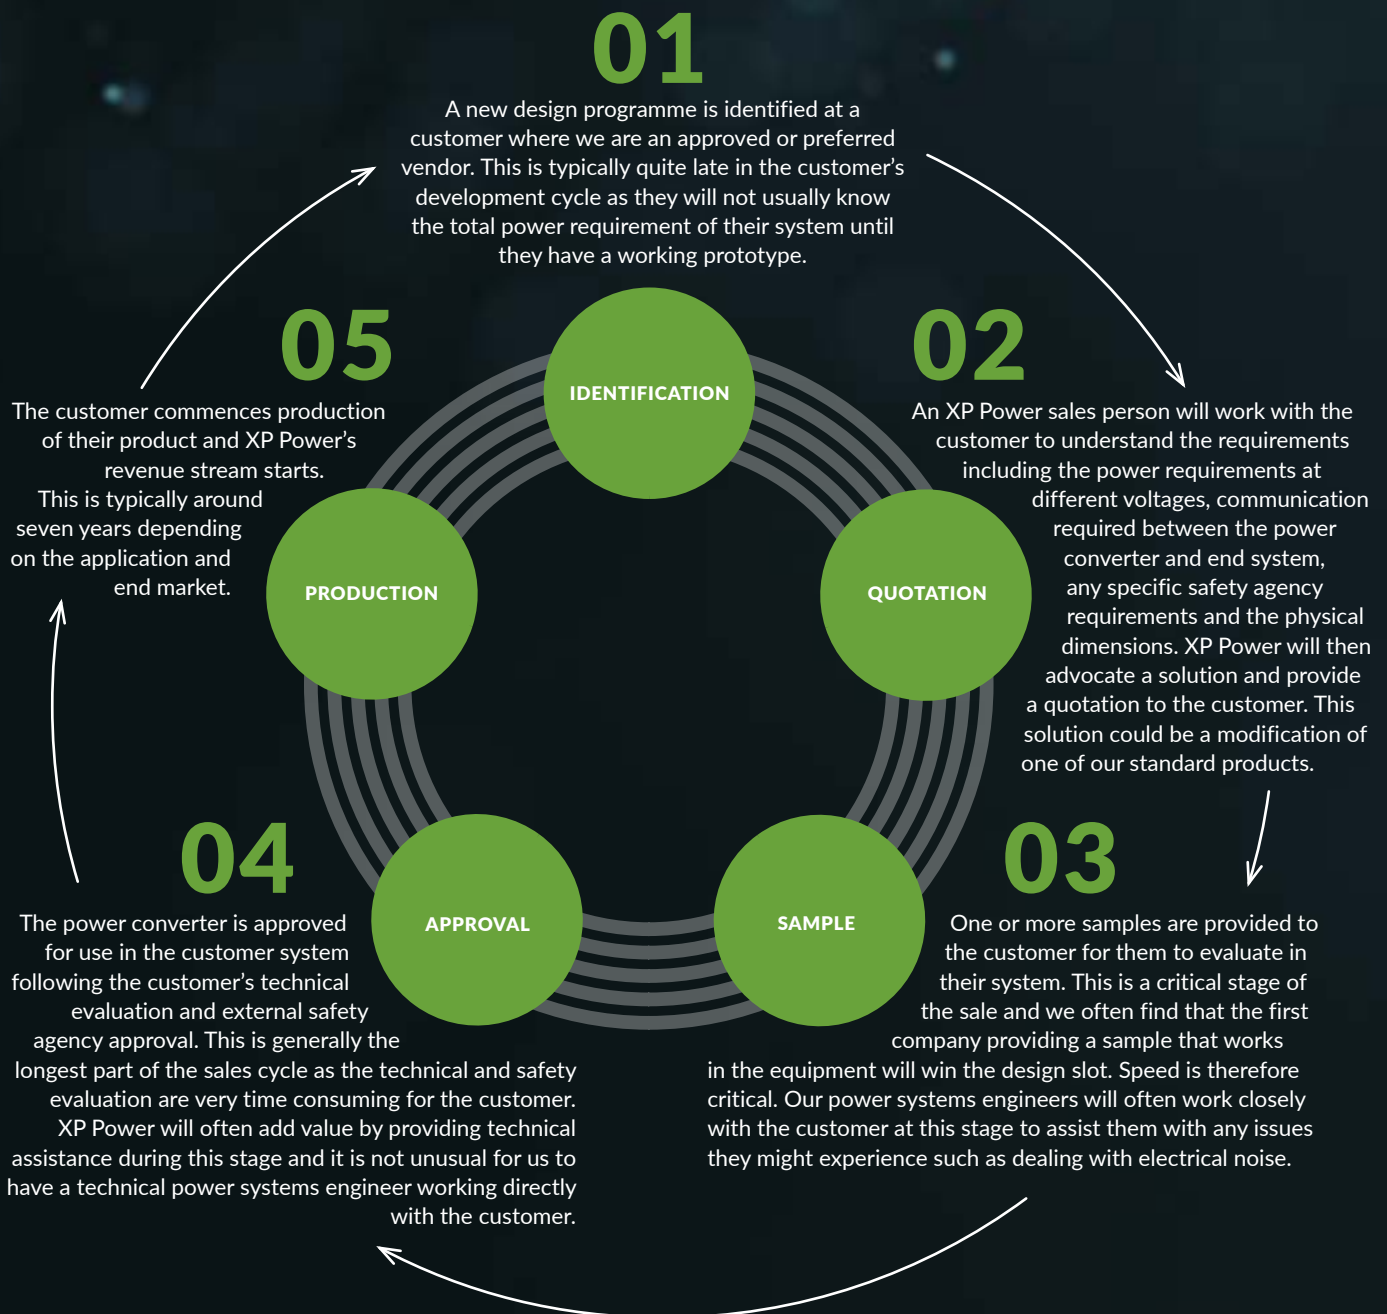 01
A new design programme is identified at a
customer where we are an approved or preferred
vendor. This is typically quite late in the customer’s
development cycle as they will not usually know
the total power requirement of their system until
they have a working prototype.
IDENTIFICATION
02
An XP Power sales person will work with the
customer to understand the requirements
including the power requirements at
different voltages, communication
required between the power
converter and end system,
any specific safety agency
requirements and the physical
dimensions. XP Power will then
advocate a solution and provide
a quotation to the customer. This
solution could be a modification of
one of our standard products.
QUOTATION
03
One or more samples are provided to
the customer for them to evaluate in
their system. This is a critical stage of
the sale and we often find that the first
company providing a sample that works
in the equipment will win the design slot. Speed is therefore
critical. Our power systems engineers will often work closely
with the customer at this stage to assist them with any issues
they might experience such as dealing with electrical noise.
SAMPLE
04
The power converter is approved
for use in the customer system
following the customer’s technical
evaluation and external safety
agency approval. This is generally the
longest part of the sales cycle as the technical and safety
evaluation are very time consuming for the customer.
XP Power will often add value by providing technical
assistance during this stage and it is not unusual for us to
have a technical power systems engineer working directly
with the customer.
APPROVAL
05
The customer commences production
of their product and XP Power’s
revenue stream starts.
This is typically around
seven years depending
on the application and
end market.
PRODUCTION